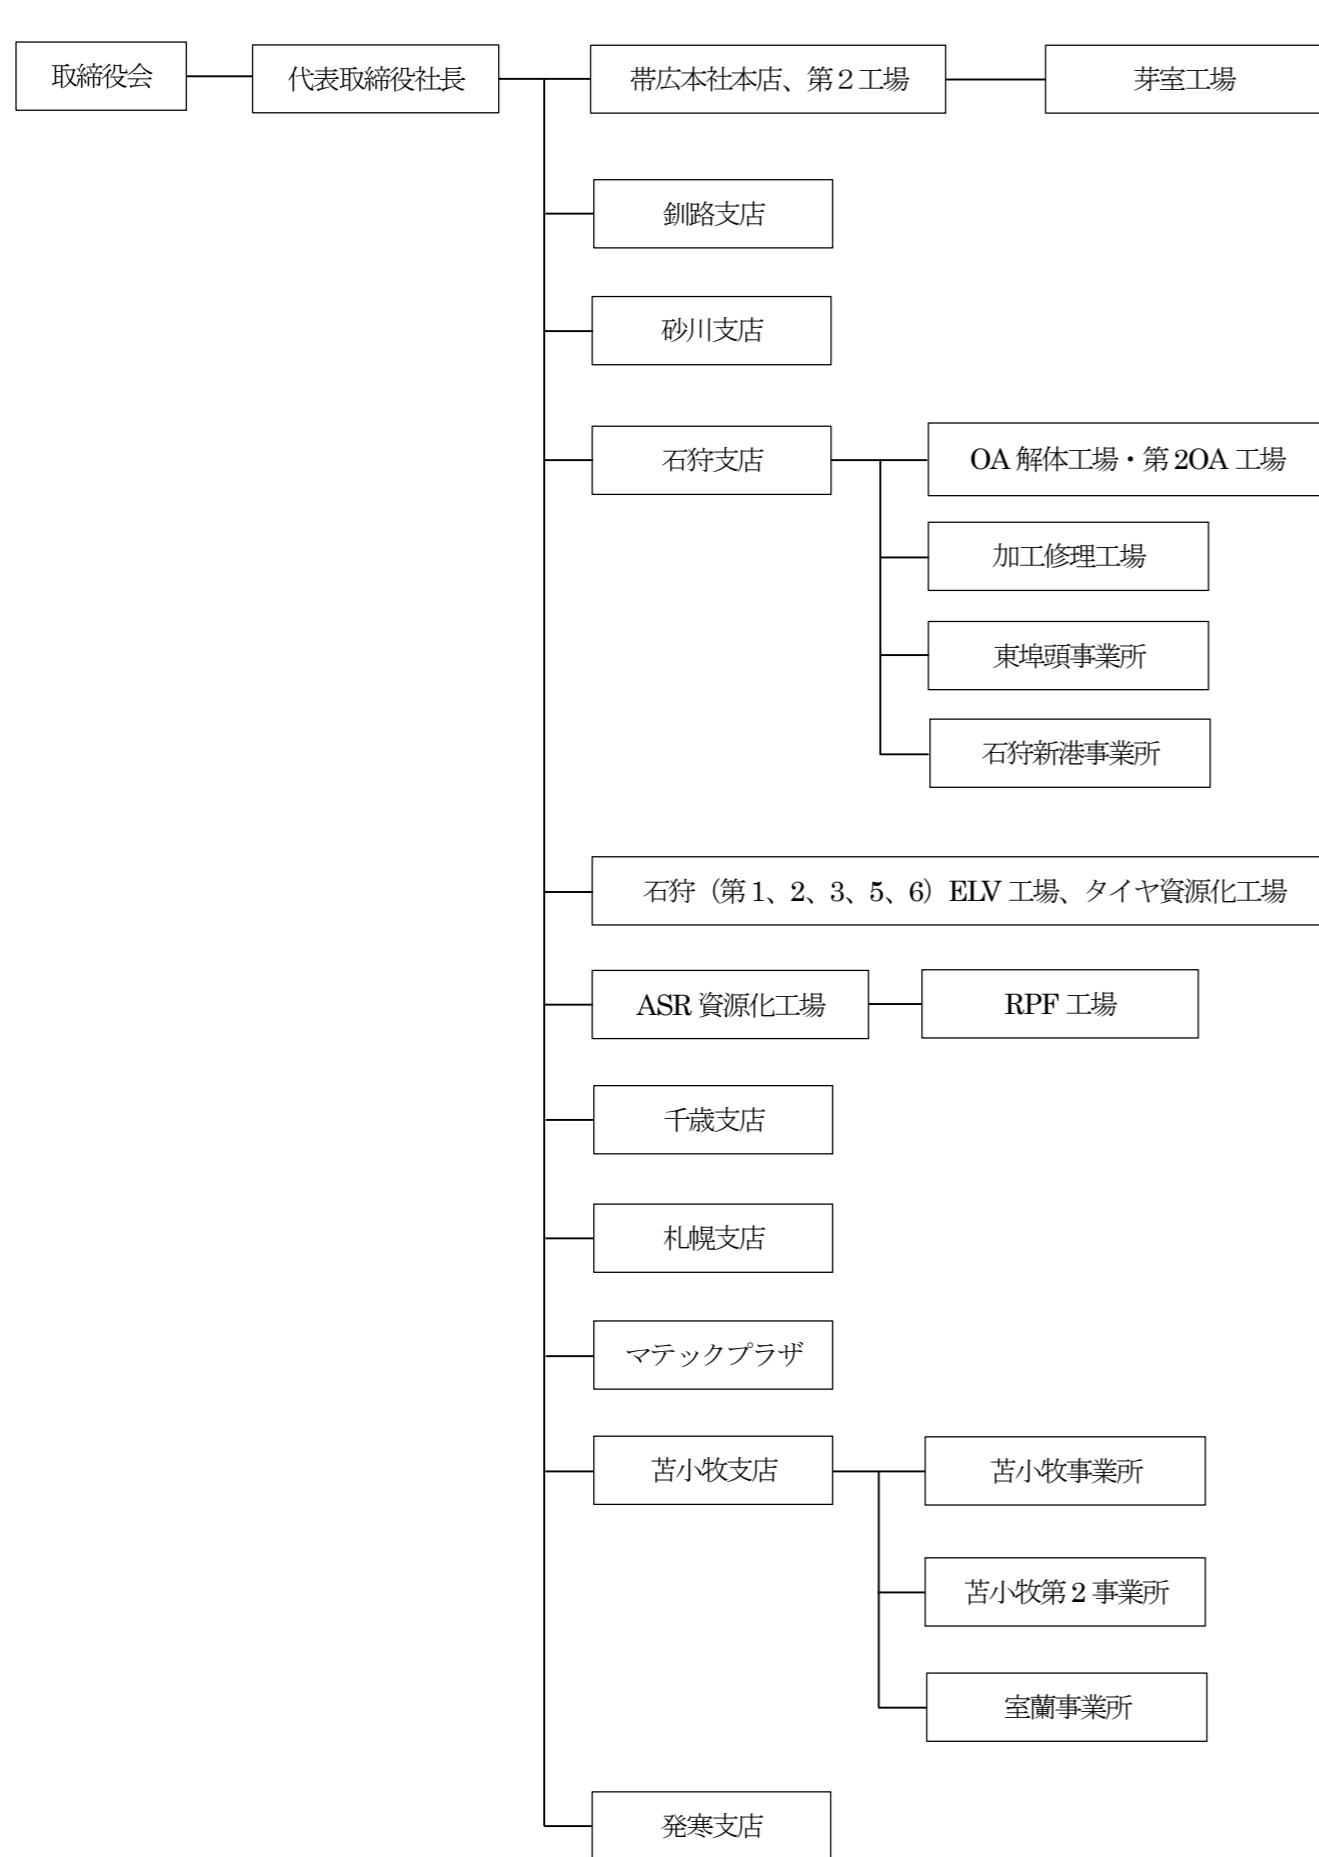 取締役会
代表取締役社長
帯広本社本店、第２工場
芽室工場
釧路支店
砂川支店
石狩支店
OA 解体工場・第 2OA 工場
加工修理工場
東埠頭事業所
石狩新港事業所
石狩（第 1、2、3、5、6）ELV 工場、タイヤ資源化工場
ASR 資源化工場
RPF 工場
千歳支店
札幌支店
マテックプラザ
苫小牧支店
苫小牧事業所
苫小牧第 2 事業所
室蘭事業所
発寒支店